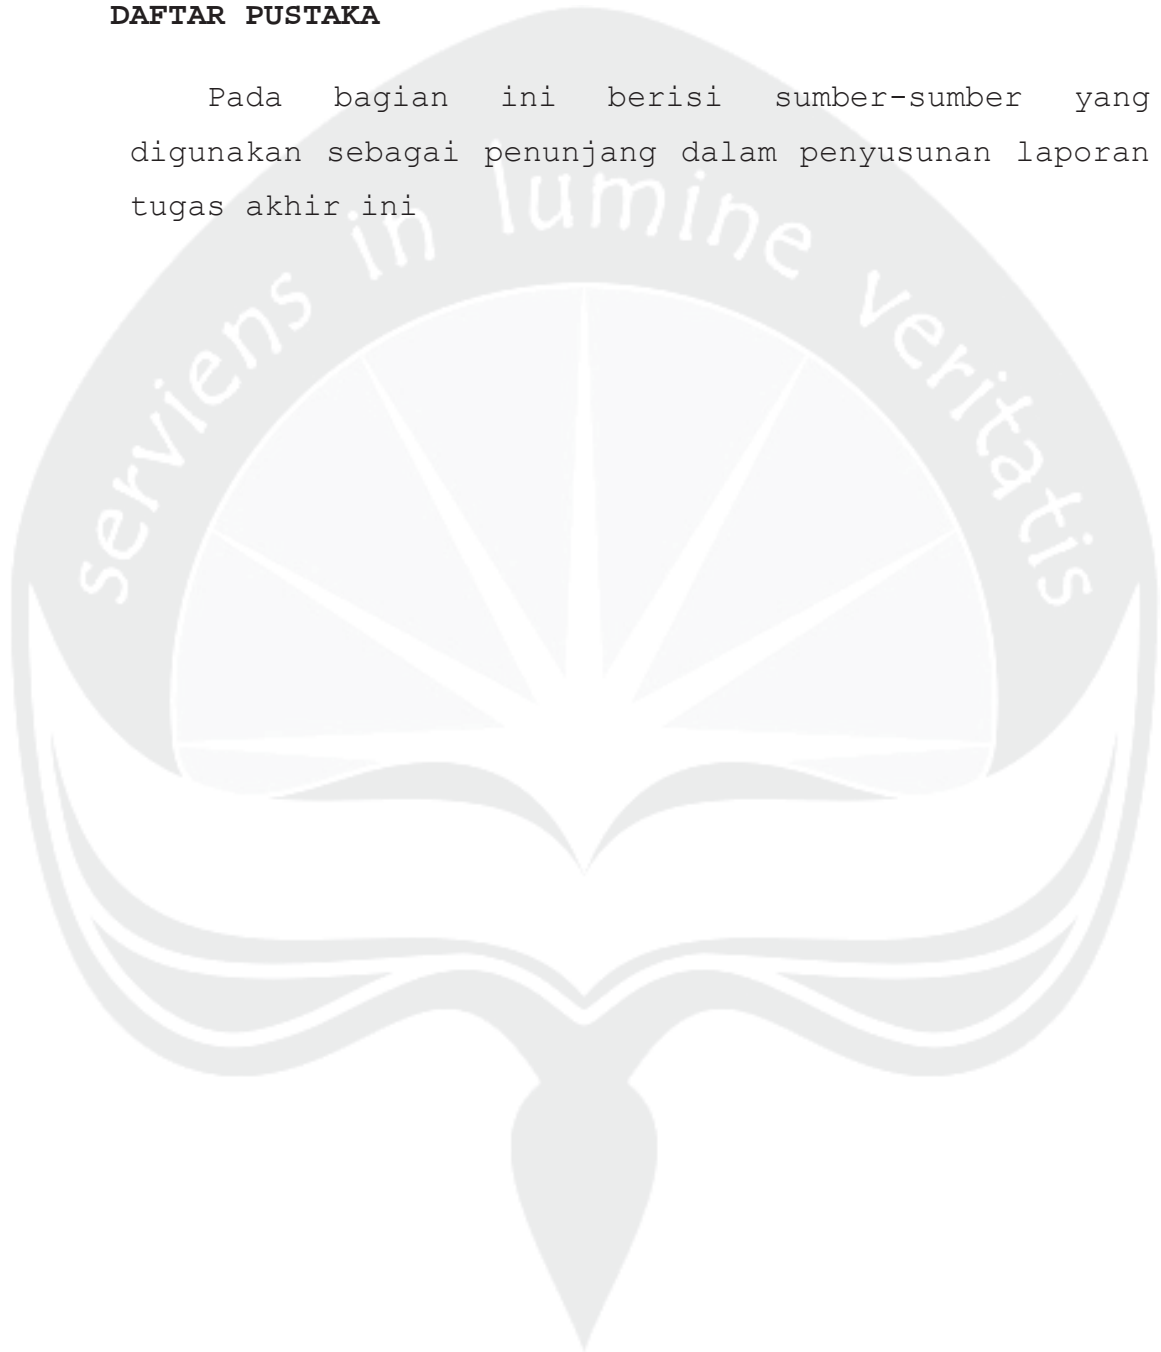 DAFTAR PUSTAKA
Pada bagian ini berisi sumber-sumber yang
digunakan sebagai penunjang dalam penyusunan laporan
tugas akhir ini
serviens in lumine veritatis